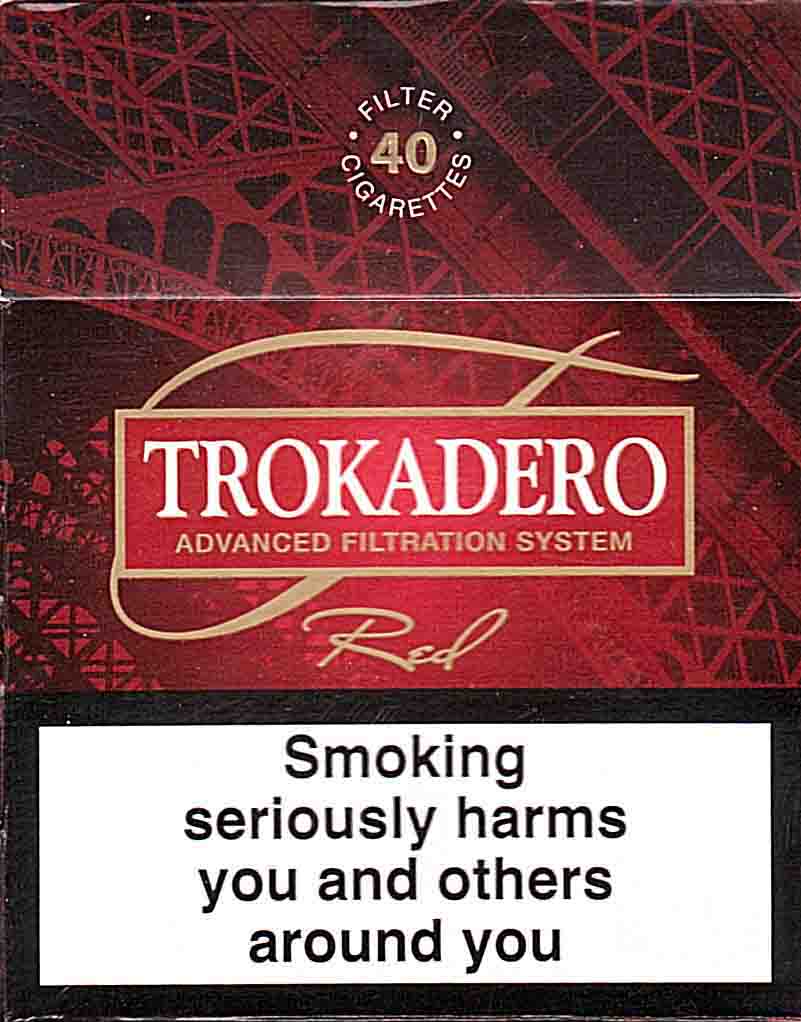 FILTER
40
CIGARETTES
TROKADERO
ADVANCED FILTRATION SYSTEM
Red
Smoking
seriously harms
you and others
around you